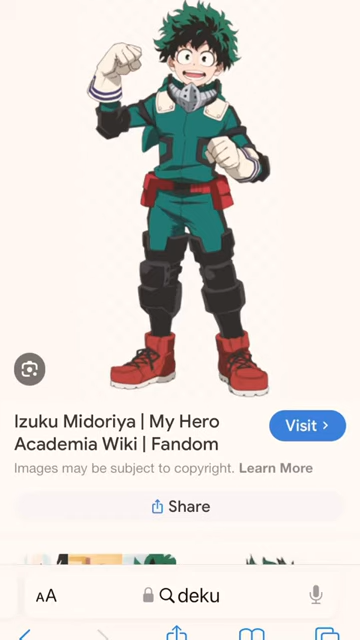 Izuku Midoriya | My Hero
Academia Wiki | Fandom
Visit >
Images may be subject to copyright. Learn More
Share
AA deku